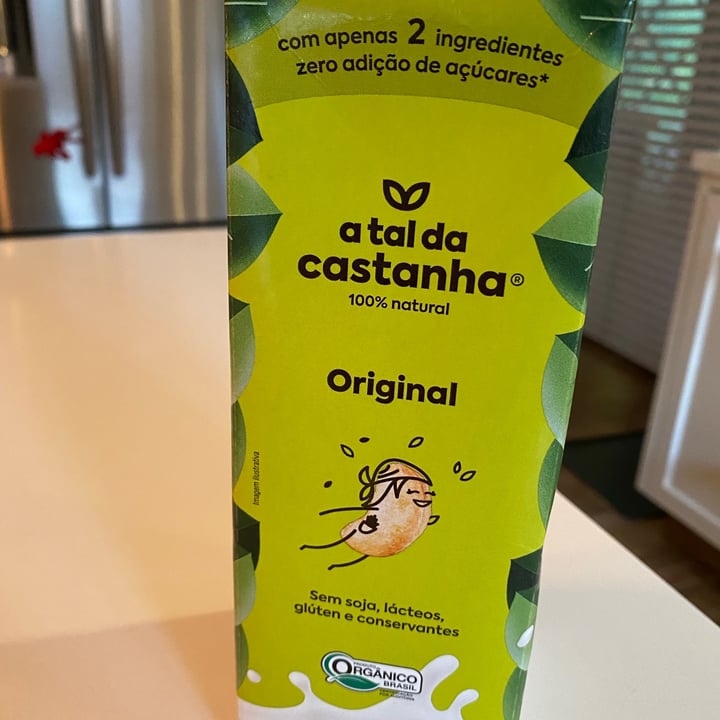 com apenas 2 ingredientes
zero adição de açúcares*
a tal da
castanha®
100% natural
Original
Imagem ilustrativa
Sem soja, lácteos,
glúten e conservantes
PRODUTO
ORGÂNICO
BRASIL